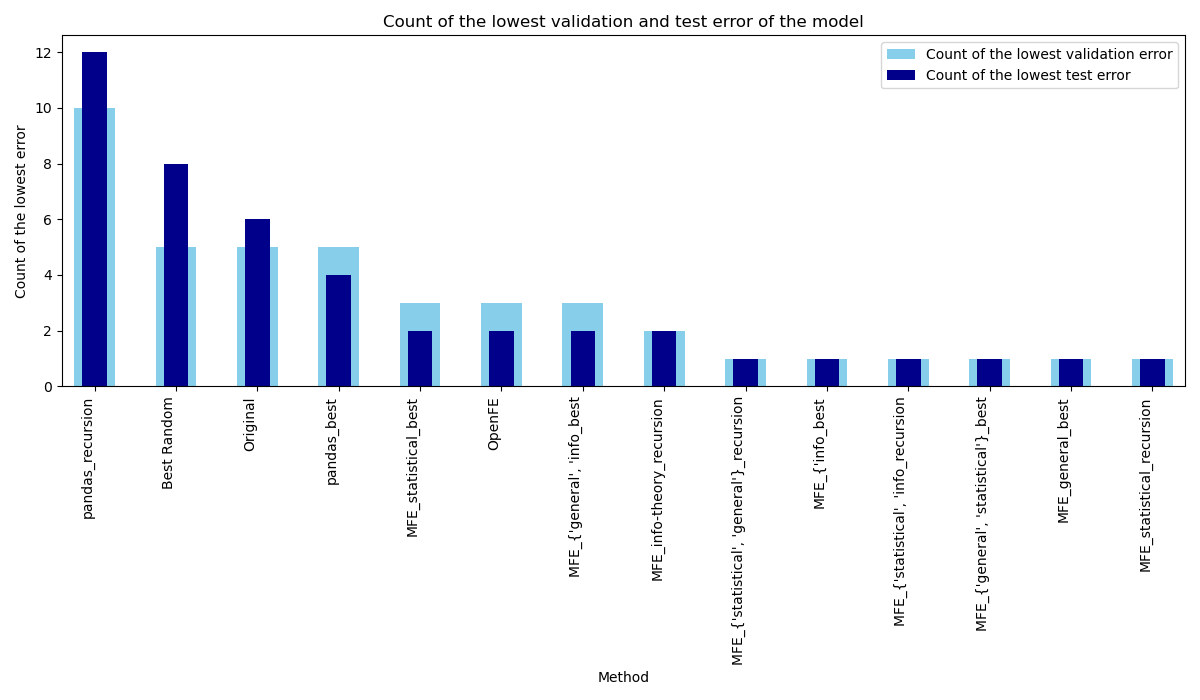 Count of the lowest validation and test error of the model
Count of the lowest validation error
Count of the lowest test error
Count of the lowest error
12
10
8
6
4
2
0
pandas_recursion
Best Random
Original
pandas_best
MFE_statistical_best
OpenFE
MFE_{'general', 'info_best
MFE_info-theory_recursion
MFE_{'statistical', 'general'}_recursion
MFE_{'info_best
MFE_{'statistical', 'info_recursion
MFE_{'general', 'statistical'}_best
MFE_general_best
MFE_statistical_recursion
Method